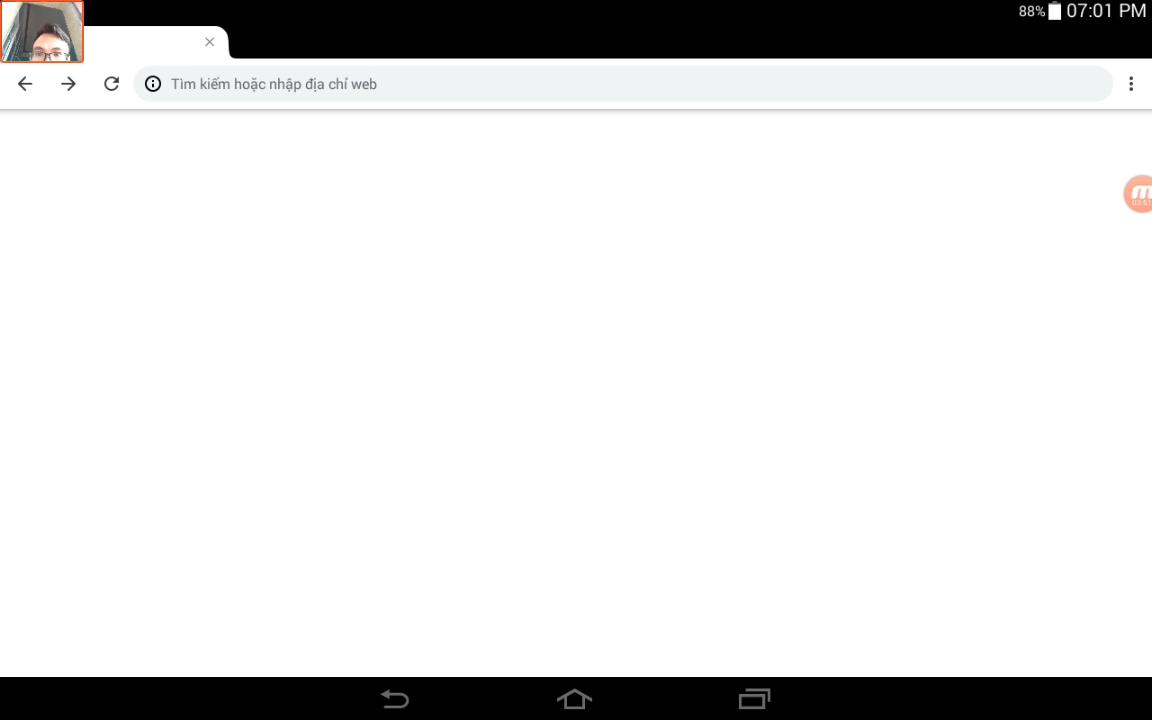 88% 07:01 PM
Tìm kiếm hoặc nhập địa chỉ web